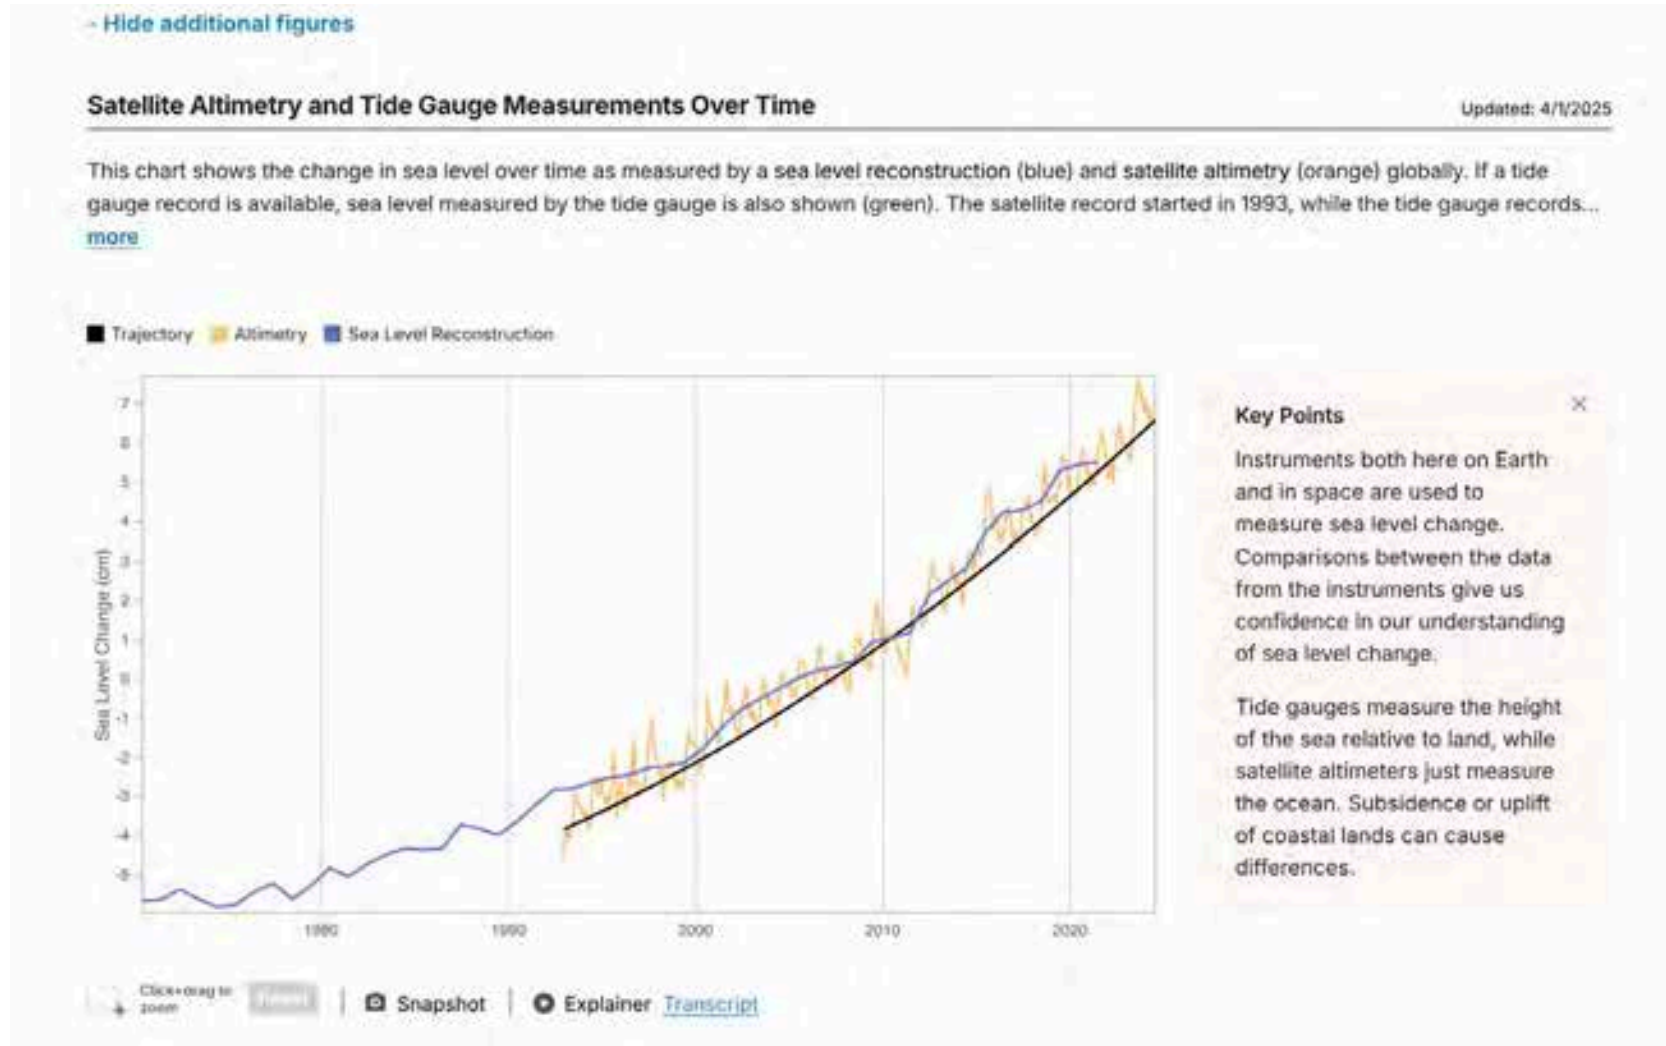 - Hide additional figures
Satellite Altimetry and Tide Gauge Measurements Over Time
Updated: 4/1/2025
This chart shows the change in sea level over time as measured by a sea level reconstruction (blue) and satellite altimetry (orange) globally. If a tide
gauge record is available, sea level measured by the tide gauge is also shown (green). The satellite record started in 1993, while the tide gauge records...
more
Trajectory Altimetry Sea Level Reconstruction
Sea Level Change (cm)
7
6
5
4
3
2
1
0
-1
-2
-3
-4
-5
1980 1990 2000 2010 2020
Key Points
Instruments both here on Earth
and in space are used to
measure sea level change.
Comparisons between the data
from the instruments give us
confidence in our understanding
of sea level change.
Tide gauges measure the height
of the sea relative to land, while
satellite altimeters just measure
the ocean. Subsidence or uplift
of coastal lands can cause
differences.
Click+drag to
zoom
Snapshot
Explainer Transcript